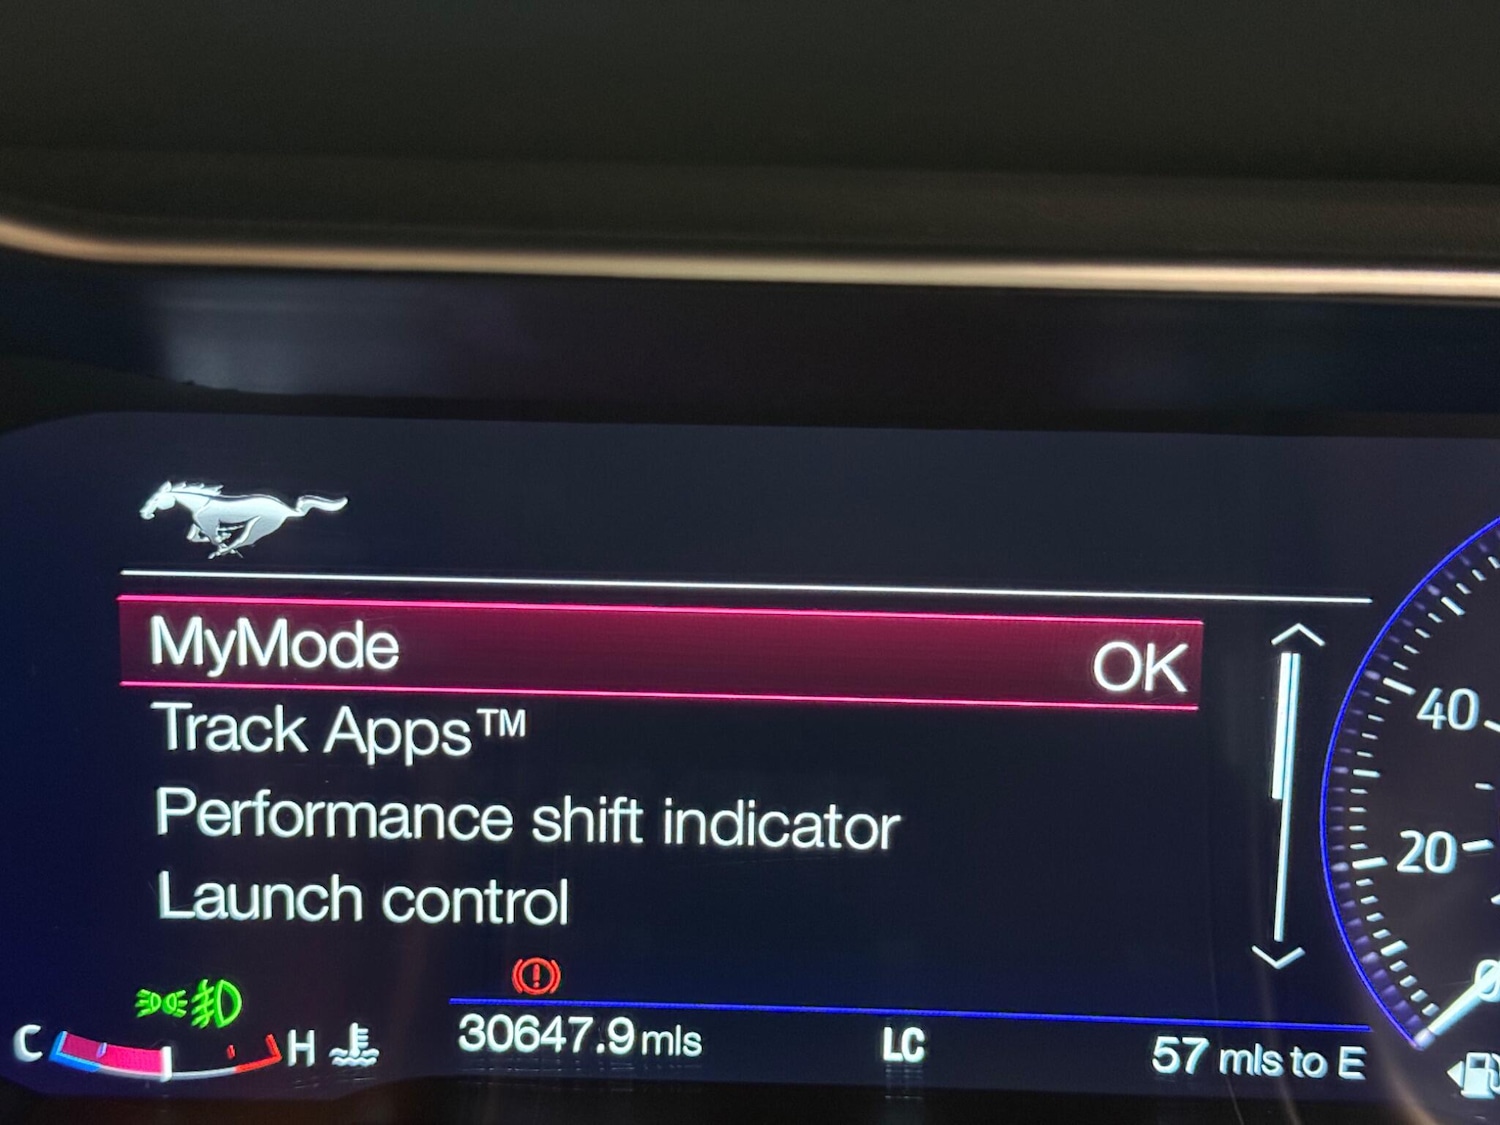 MyMode OK
Track Apps™
Performance shift indicator
Launch control
40
20
C H
30647.9 mls LC 57 mls to E